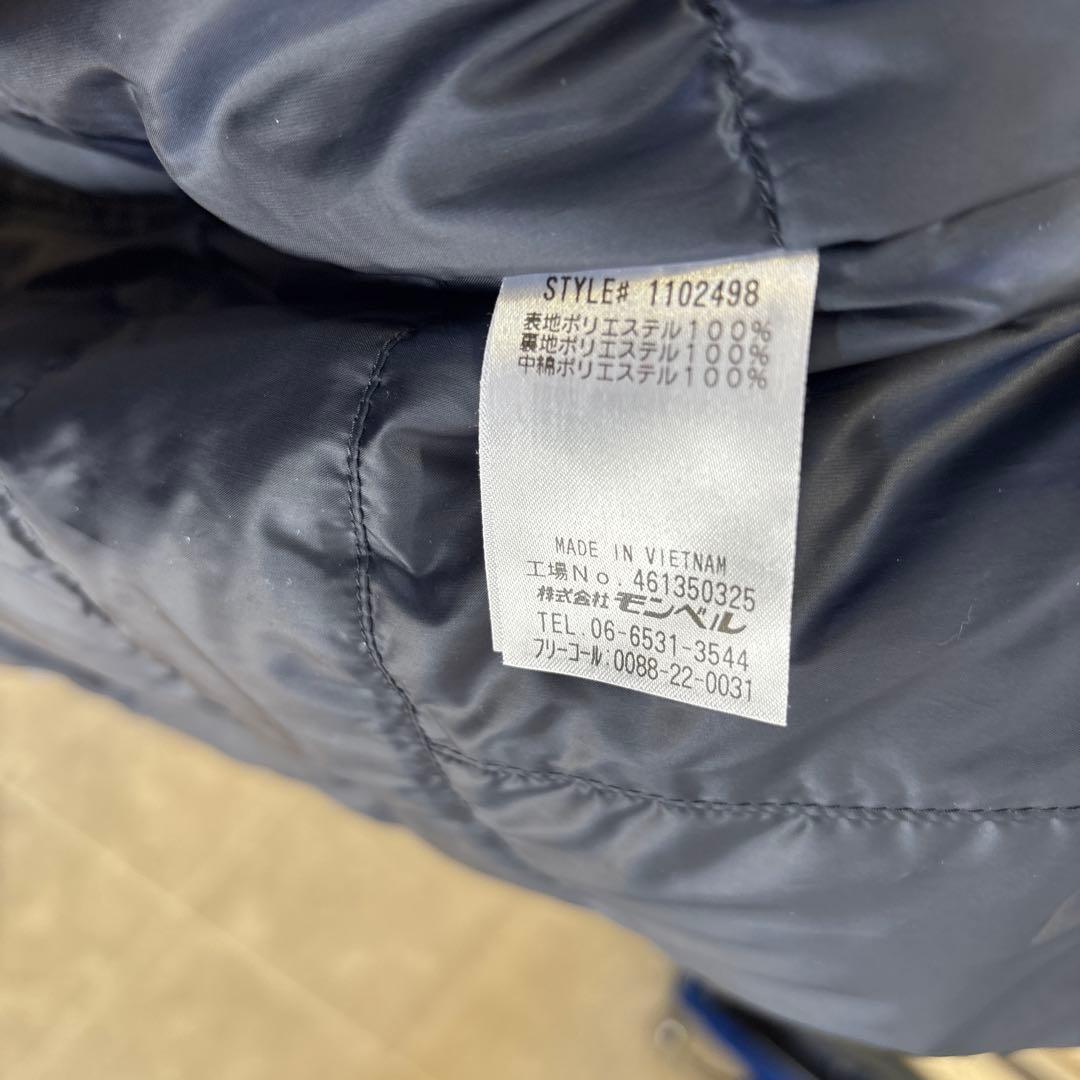 STYLE# 1102498
表地ポリエステル100%
裏地ポリエステル100%
中綿ポリエステル100%
MADE IN VIETNAM
工場No.461350325
株式会社モンベル
TEL.06-6531-3544
フリーコール:0088-22-0031